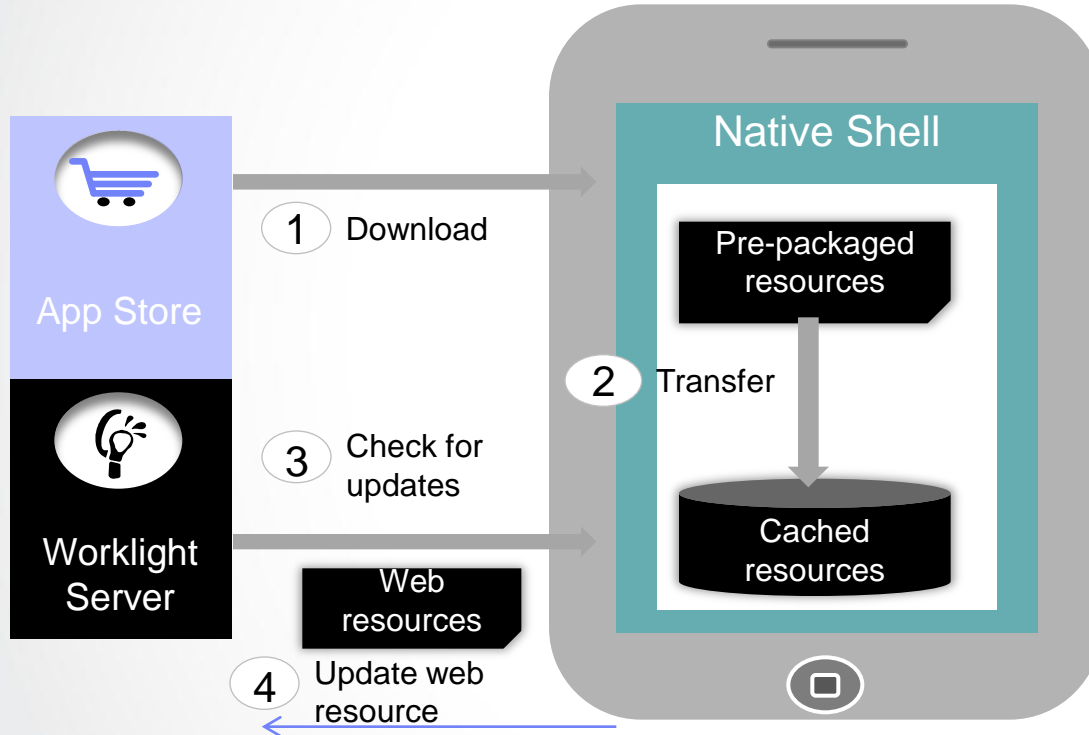 Native Shell
Pre-packaged
resources
1
Download
App Store
2
Transfer
3
Check for
updates
Cached
resources
Worklight
Server
Web
resources
4
Update web
resource